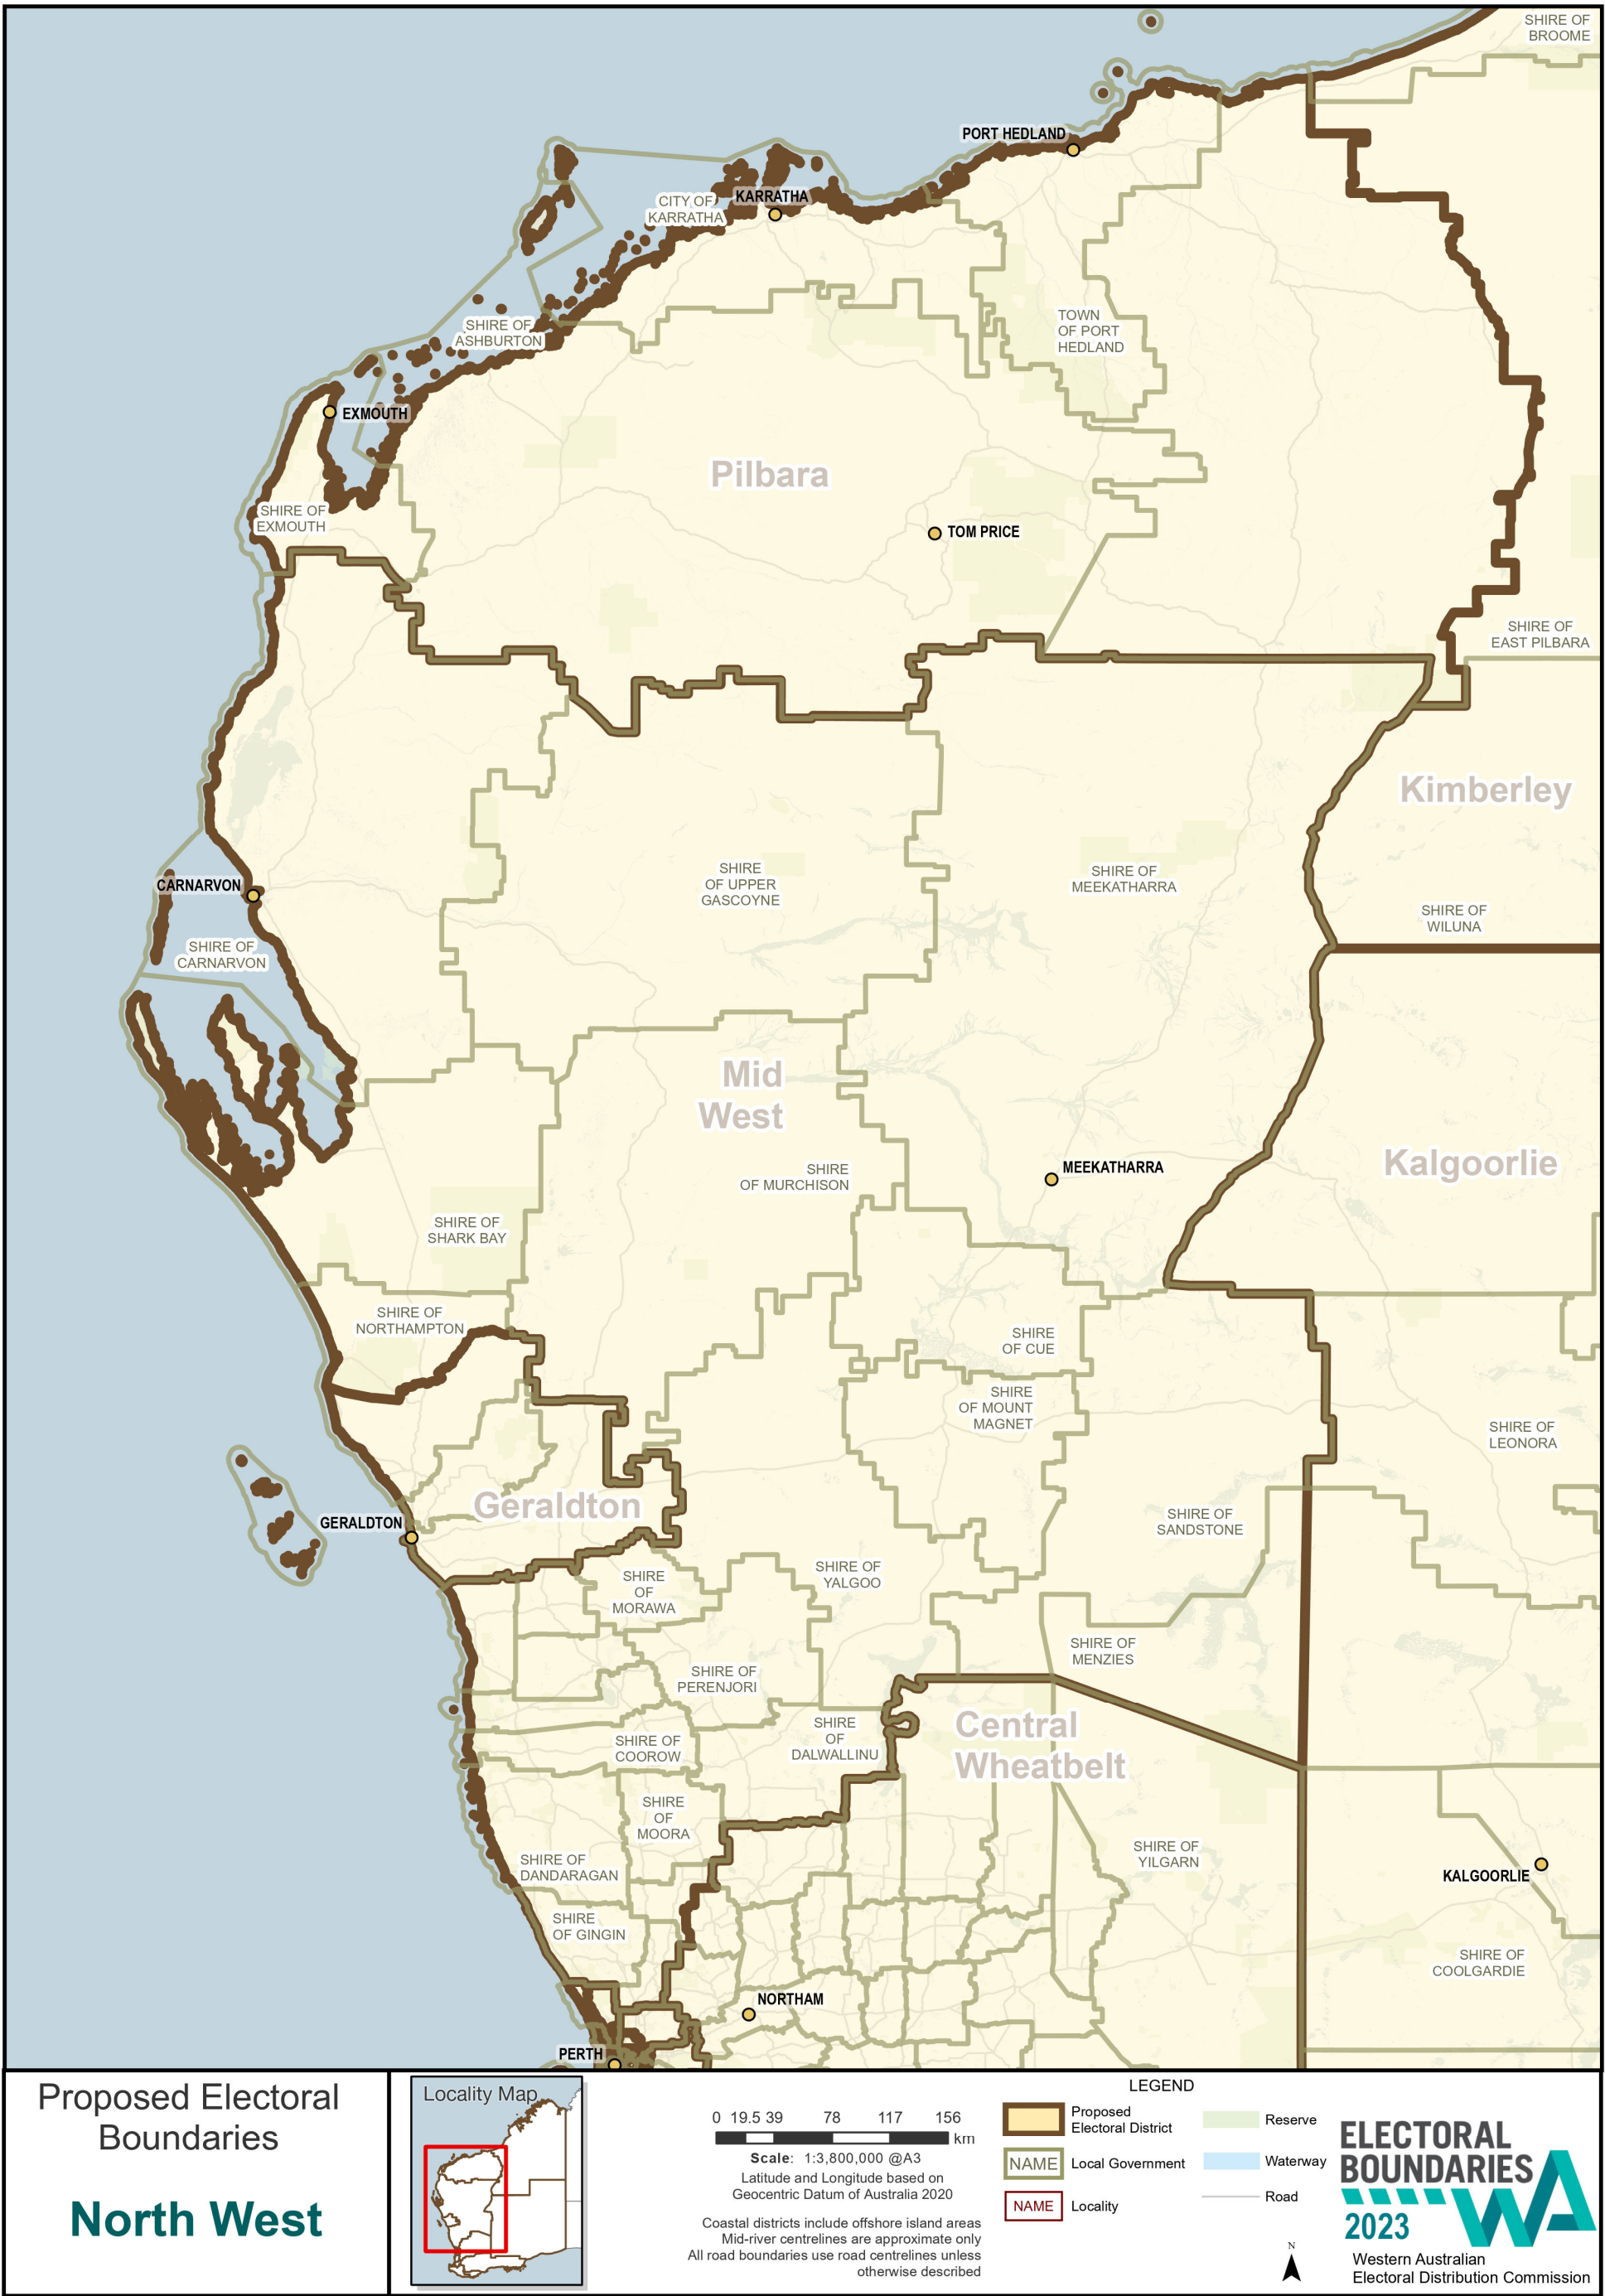 SHIRE OF
BROOME
PORT HEDLAND
CITY OF
KARRATHA
KARRATHA
SHIRE OF
ASHBURTON
TOWN
OF PORT
HEDLAND
EXMOUTH
Pilbara
SHIRE OF
EXMOUTH
TOM PRICE
SHIRE OF
EAST PILBARA
Kimberley
SHIRE
OF UPPER
GASCOYNE
SHIRE OF
MEEKATHARRA
CARNARVON
SHIRE OF
WILUNA
SHIRE OF
CARNARVON
Mid
West
SHIRE
OF MURCHISON
MEEKATHARRA
Kalgoorlie
SHIRE OF
SHARK BAY
SHIRE OF
NORTHAMPTON
SHIRE
OF CUE
SHIRE
OF MOUNT
MAGNET
SHIRE OF
LEONORA
Geraldton
GERALDTON
SHIRE OF
SANDSTONE
SHIRE
OF
MORAWA
SHIRE OF
YALGOO
SHIRE OF
MENZIES
SHIRE OF
PERENJORI
SHIRE OF
COOROW
SHIRE
OF
DALWALLINU
Central
Wheatbelt
SHIRE
OF
MOORA
SHIRE OF
DANDARAGAN
SHIRE OF
YILGARN
KALGOORLIE
SHIRE
OF GINGIN
SHIRE OF
COOLGARDIE
NORTHAM
PERTH
Proposed Electoral
Boundaries
North West
Locality Map
0 19.5 39 78 117 156
km
Scale: 1:3,800,000 @A3
Latitude and Longitude based on
Geocentric Datum of Australia 2020
Coastal districts include offshore island areas
Mid-river centrelines are approximate only
All road boundaries use road centrelines unless
otherwise described
LEGEND
Proposed
Electoral District
NAME Local Government
NAME Locality
Reserve
Waterway
Road
N
ELECTORAL
BOUNDARIES
2023
WA
Western Australian
Electoral Distribution Commission